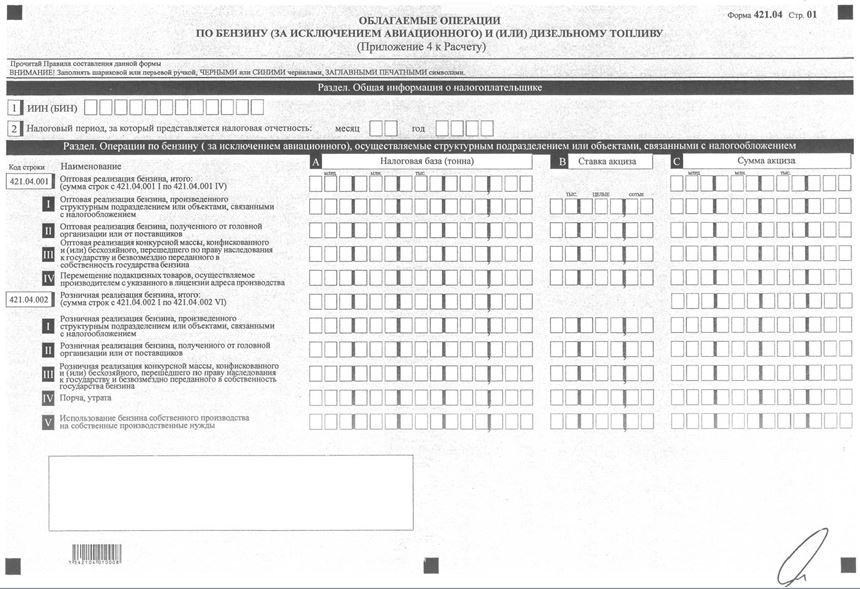 Форма 421.04 Стр. 01
ОБЛАГАЕМЫЕ ОПЕРАЦИИ
ПО БЕНЗИНУ (ЗА ИСКЛЮЧЕНИЕМ АВИАЦИОННОГО) И (ИЛИ) ДИЗЕЛЬНОМУ ТОПЛИВУ
(Приложение 4 к Расчету)
Прочитай Правила составления данной формы
ВНИМАНИЕ! Заполнять шариковой или перьевой ручкой, ЧЕРНЫМИ или СИНИМИ чернилами, ЗАГЛАВНЫМИ ПЕЧАТНЫМИ символами.
Раздел. Общая информация о налогоплательщике
1 ИИН (БИН)
2 Налоговый период, за который представляется налоговая отчетность: месяц год
Раздел. Операции по бензину ( за исключением авиационного), осуществляемые структурным подразделением или объектами, связанными с налогообложением
Код строки Наименование A Налоговая база (тонна) B Ставка акциза C Сумма акциза
млрд. млн. тыс. млрд. млн. тыс.
421.04.001 Оптовая реализация бензина, итого:
(сумма строк с 421.04.001 I по 421.04.001 IV)
тыс. целые сотые
I Оптовая реализация бензина, произведенного
структурным подразделением или объектами, связанными
с налогообложением
II Оптовая реализация бензина, полученного от головной
организации или от поставщиков
III Оптовая реализация конкурсной массы, конфискованного
и (или) бесхозяйного, перешедшего по праву наследования
к государству и безвозмездно переданного в
собственность государства бензина
IV Перемещение подакцизных товаров, осуществляемое
производителем с указанного в лицензии адреса производства
421.04.002 Розничная реализация бензина, итого:
(сумма строк с 421.04.002 I по 421.04.002 VI)
I Розничная реализация бензина, произведенного
структурным подразделением или объектами, связанными
с налогообложением
II Розничная реализация бензина, полученного от головной
организации или от поставщиков
III Розничная реализация конкурсной массы, конфискованного
и (или) бесхозяйного, перешедшего по праву наследования
к государству и безвозмездно переданного в собственность
государства бензина
IV Порча, утрата
V Использование бензина собственного производства
на собственные производственные нужды